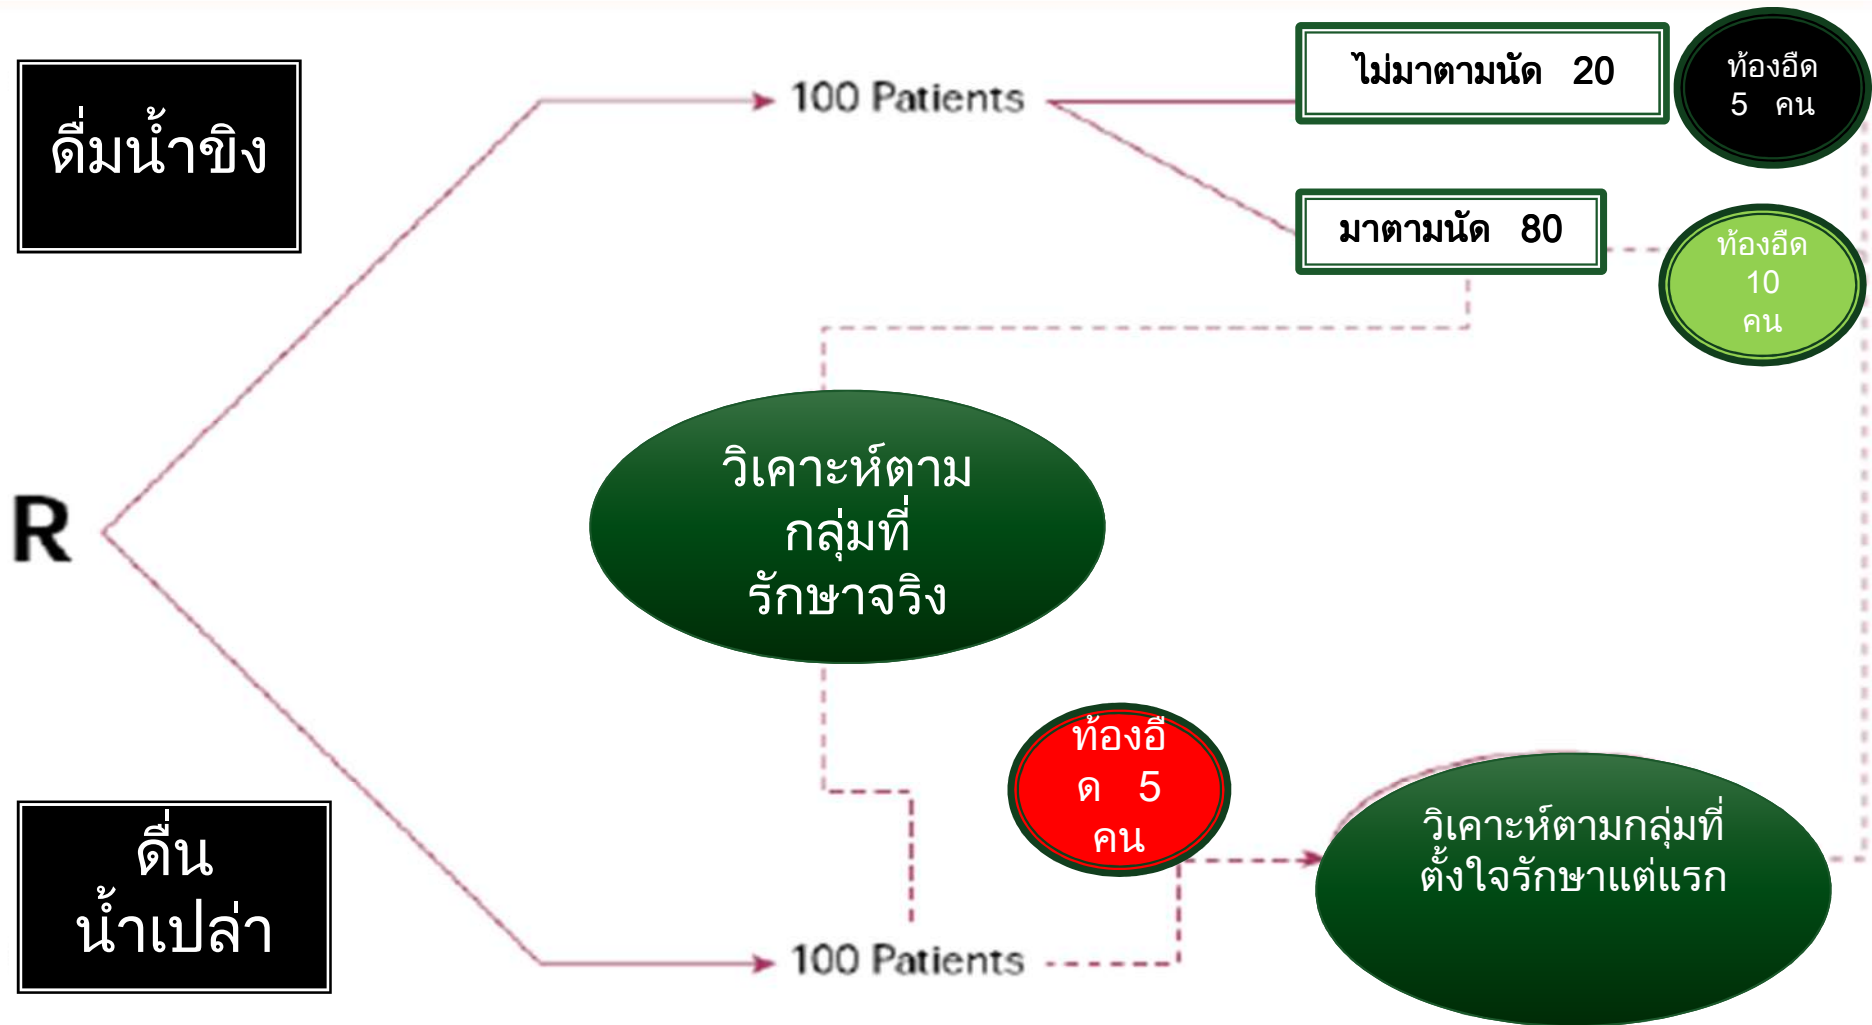 ดื่มน้ำขิง
100 Patients
ไม่มาตามนัด 20
ท้องอืด
5 คน
มาตามนัด 80
ท้องอืด
10
คน
R
วิเคาะห์ตาม
กลุ่มที่
รักษาจริง
ท้องอื
ด 5
คน
วิเคาะห์ตามกลุ่มที่
ตั้งใจรักษาแต่แรก
ดื่น
น้ำเปล่า
100 Patients